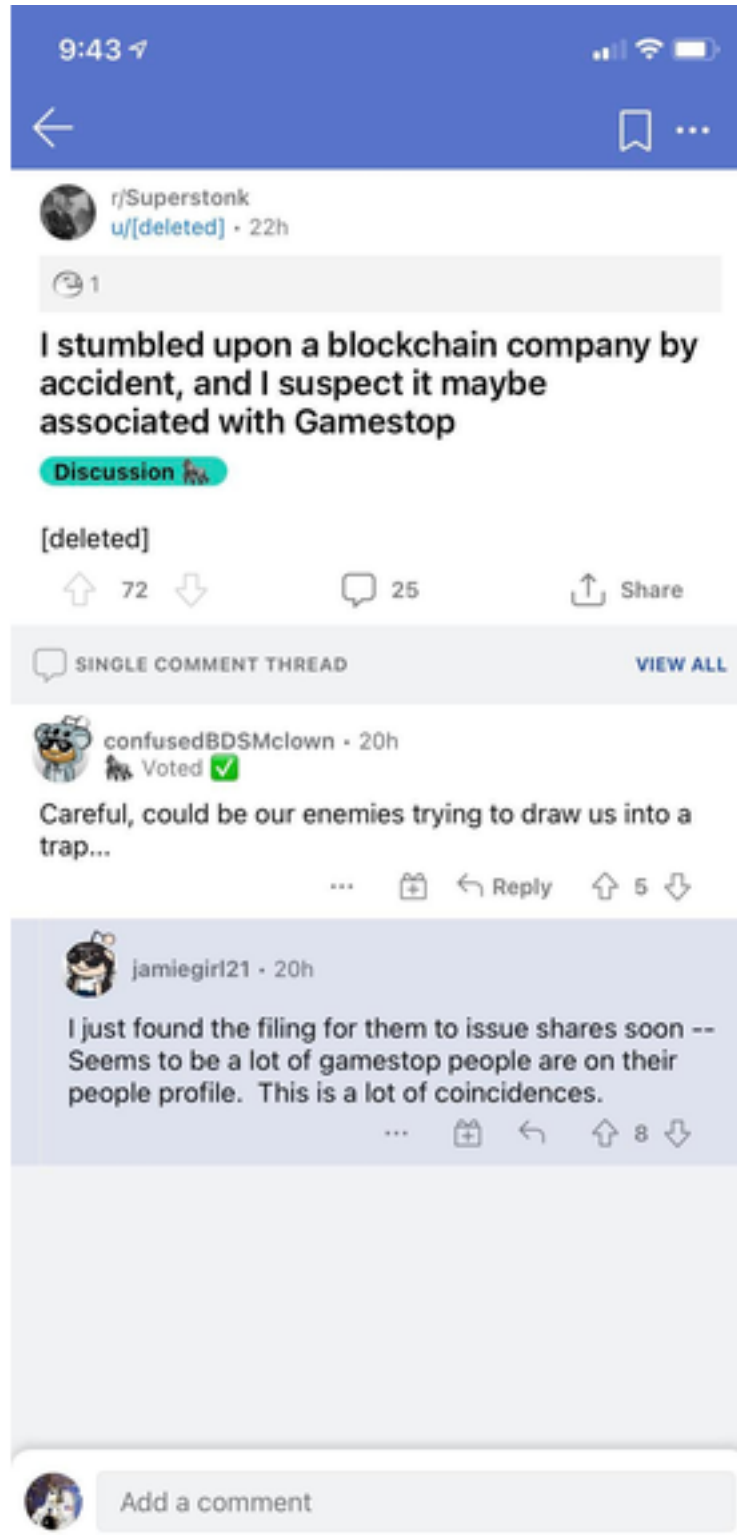 9:43
r/Superstonk
u/[deleted] • 22h
1
I stumbled upon a blockchain company by
accident, and I suspect it maybe
associated with Gamestop
Discussion 🦍
[deleted]
72
25
Share
SINGLE COMMENT THREAD
VIEW ALL
confusedBDSMclown • 20h
🦍 Voted ✅
Careful, could be our enemies trying to draw us into a
trap...
Reply
5
jamiegirl21 • 20h
I just found the filing for them to issue shares soon --
Seems to be a lot of gamestop people are on their
people profile.  This is a lot of coincidences.
8
Add a comment